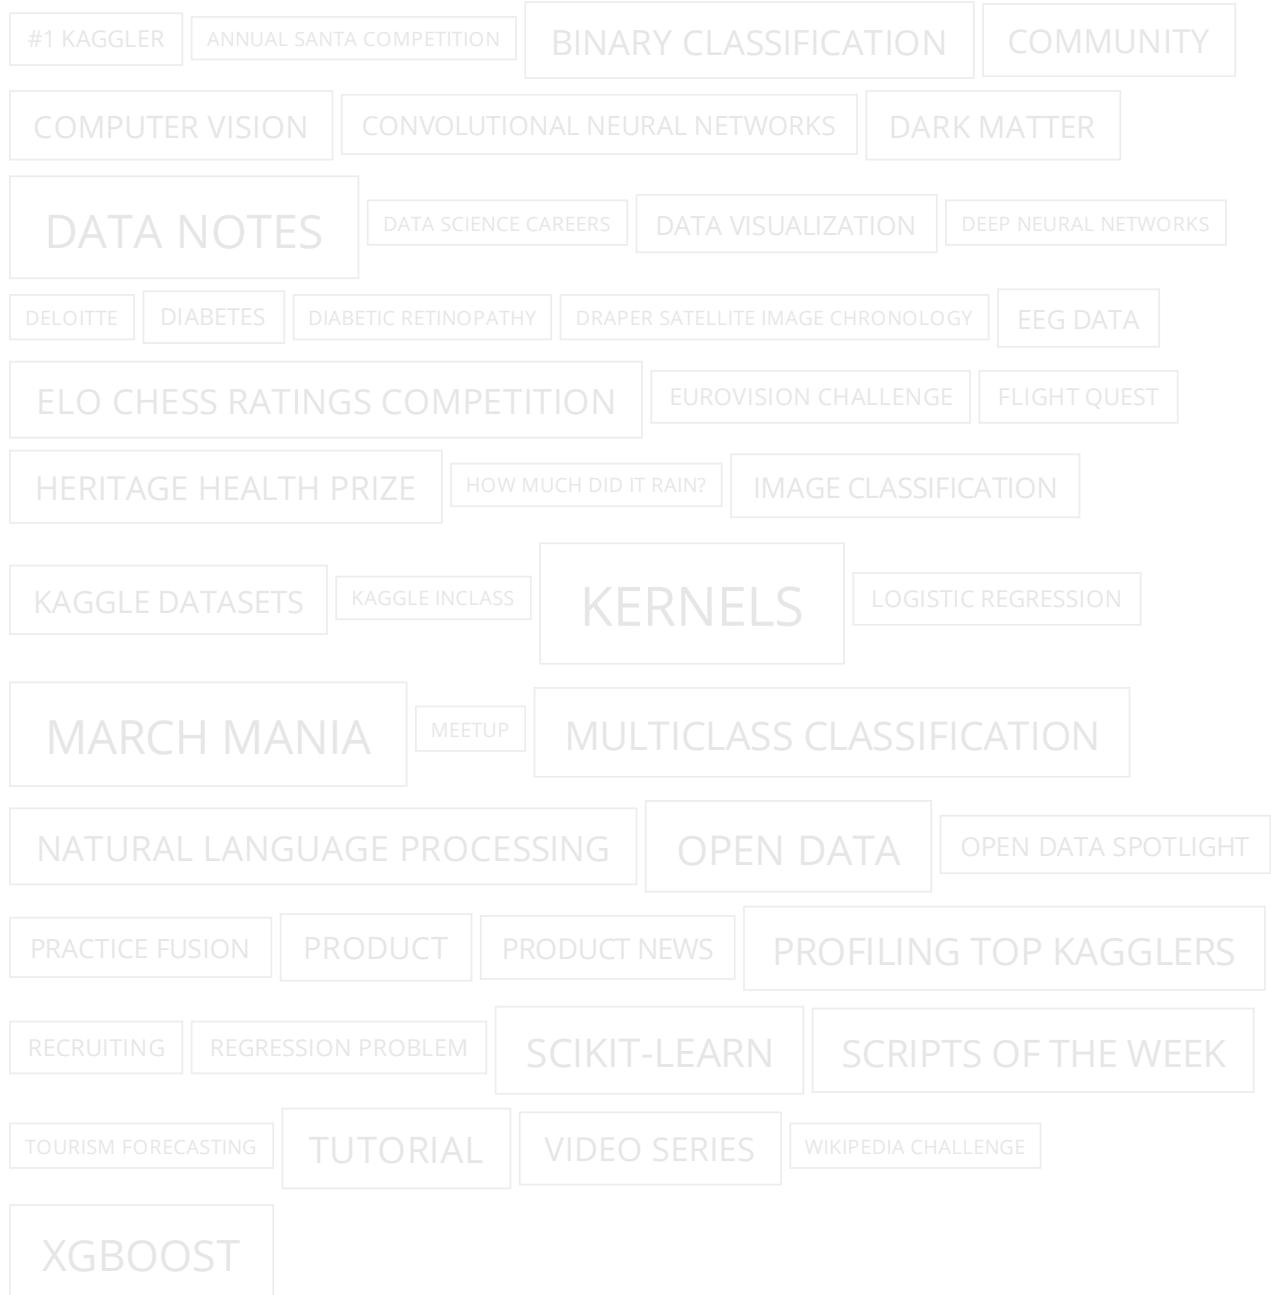 #1 KAGGLER ANNUAL SANTA COMPETITION BINARY CLASSIFICATION COMMUNITY
COMPUTER VISION CONVOLUTIONAL NEURAL NETWORKS DARK MATTER
DATA NOTES DATA SCIENCE CAREERS DATA VISUALIZATION DEEP NEURAL NETWORKS
DELOITTE DIABETES DIABETIC RETINOPATHY DRAPER SATELLITE IMAGE CHRONOLOGY EEG DATA
ELO CHESS RATINGS COMPETITION EUROVISION CHALLENGE FLIGHT QUEST
HERITAGE HEALTH PRIZE HOW MUCH DID IT RAIN? IMAGE CLASSIFICATION
KAGGLE DATASETS KAGGLE INCLASS KERNELS LOGISTIC REGRESSION
MARCH MANIA MEETUP MULTICLASS CLASSIFICATION
NATURAL LANGUAGE PROCESSING OPEN DATA OPEN DATA SPOTLIGHT
PRACTICE FUSION PRODUCT PRODUCT NEWS PROFILING TOP KAGGLERS
RECRUITING REGRESSION PROBLEM SCIKIT-LEARN SCRIPTS OF THE WEEK
TOURISM FORECASTING TUTORIAL VIDEO SERIES WIKIPEDIA CHALLENGE
XGBOOST